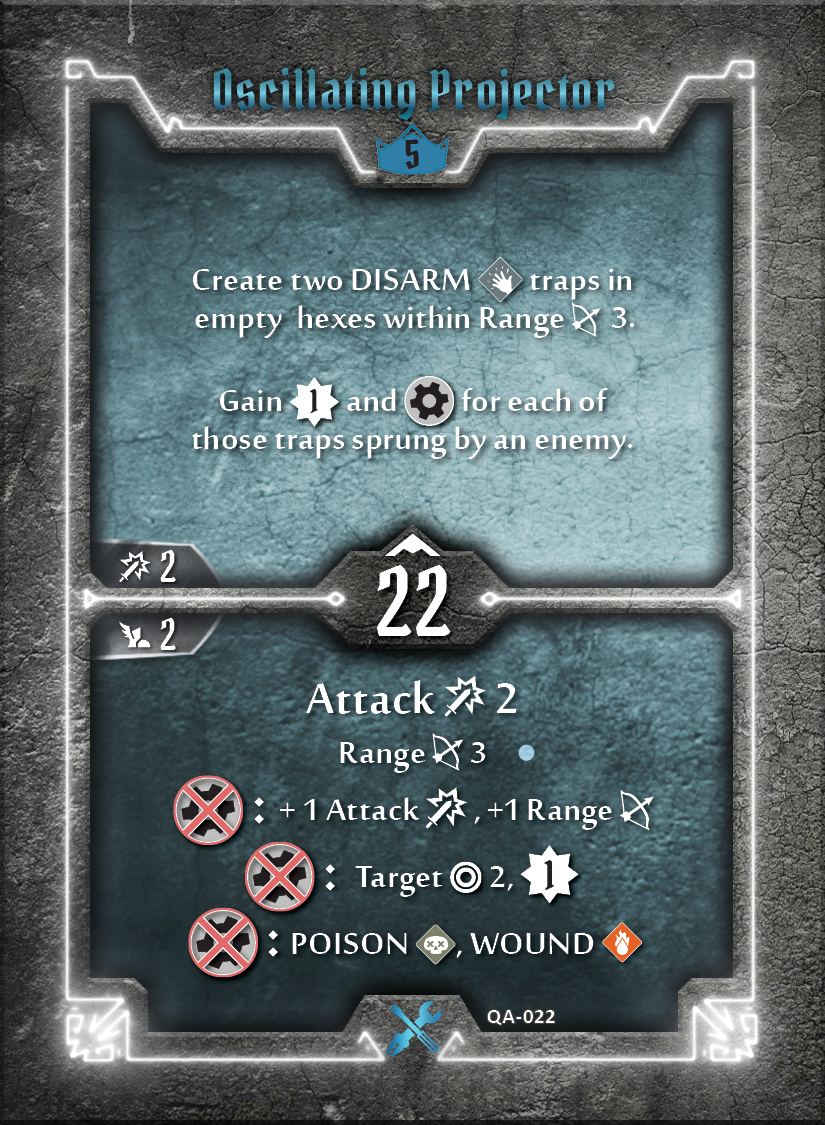 Oscillating Projector
5
Create two DISARM traps in
empty hexes within Range 3.
Gain 1 and for each of
those traps sprung by an enemy.
2
22
2
Attack 2
Range 3
: + 1 Attack , +1 Range
: Target 2, 1
: POISON , WOUND
QA-022